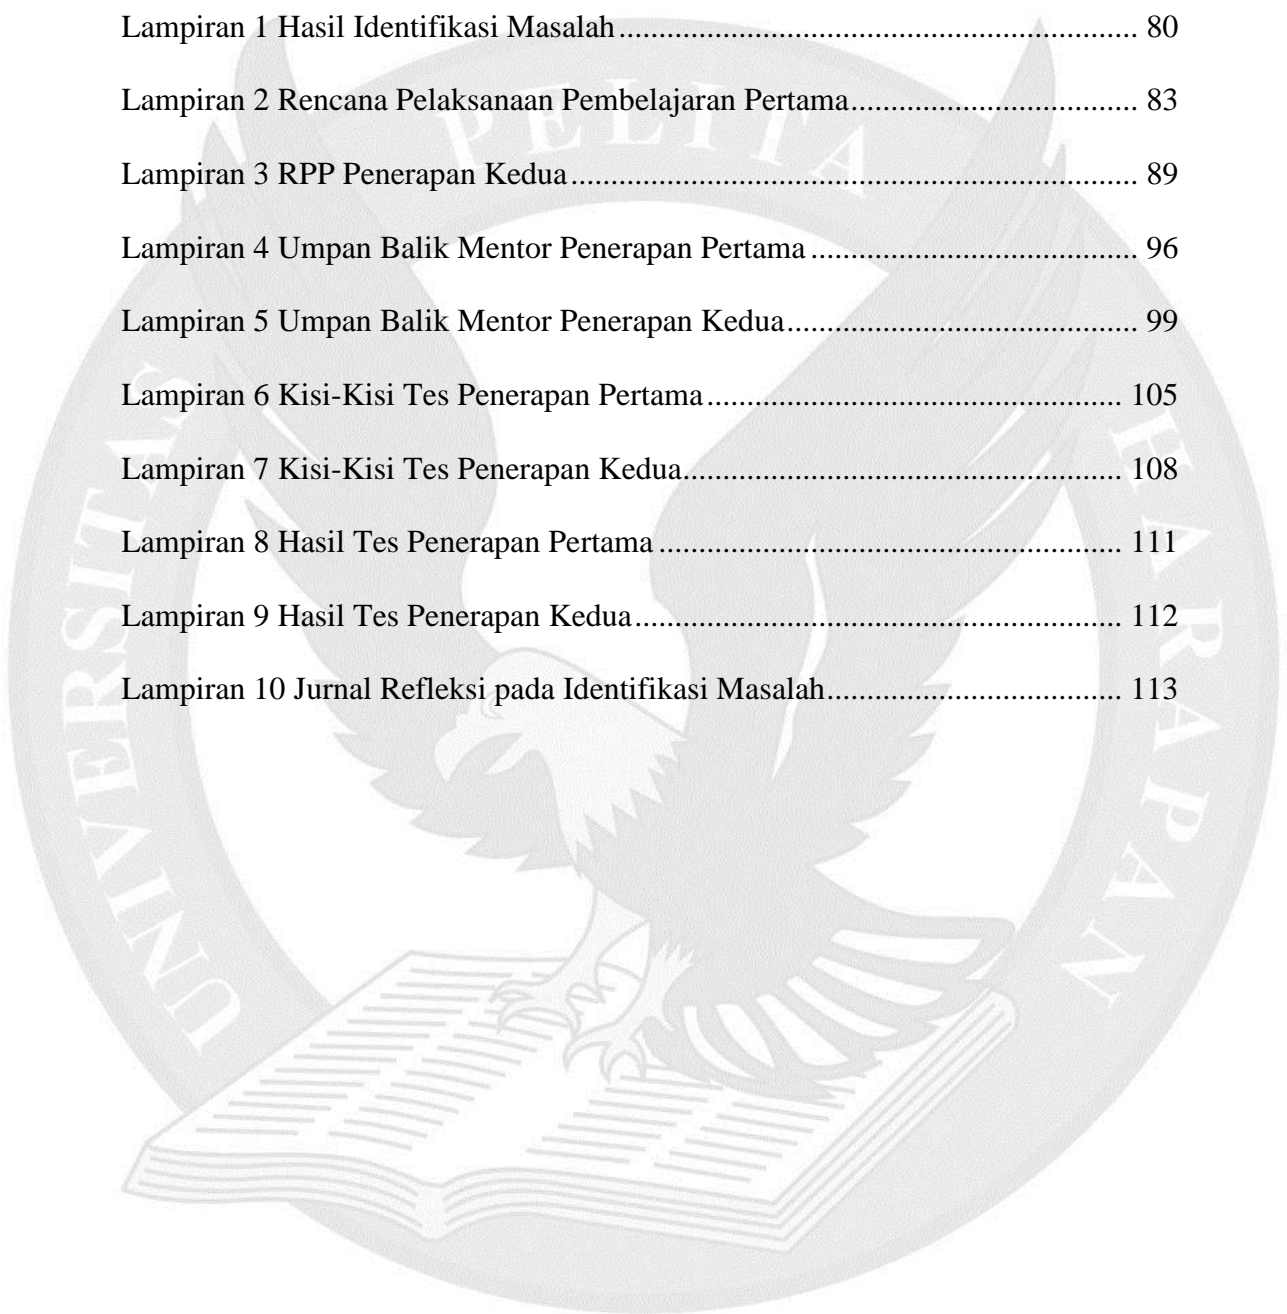 Lampiran 1 Hasil Identifikasi Masalah ................................................................ 80
Lampiran 2 Rencana Pelaksanaan Pembelajaran Pertama ................................... 83
Lampiran 3 RPP Penerapan Kedua ...................................................................... 89
Lampiran 4 Umpan Balik Mentor Penerapan Pertama ........................................ 96
Lampiran 5 Umpan Balik Mentor Penerapan Kedua ........................................... 99
Lampiran 6 Kisi-Kisi Tes Penerapan Pertama ................................................... 105
Lampiran 7 Kisi-Kisi Tes Penerapan Kedua ...................................................... 108
Lampiran 8 Hasil Tes Penerapan Pertama ......................................................... 111
Lampiran 9 Hasil Tes Penerapan Kedua ............................................................ 112
Lampiran 10 Jurnal Refleksi pada Identifikasi Masalah .................................... 113
UNIVERSITAS PELITA HARAPAN